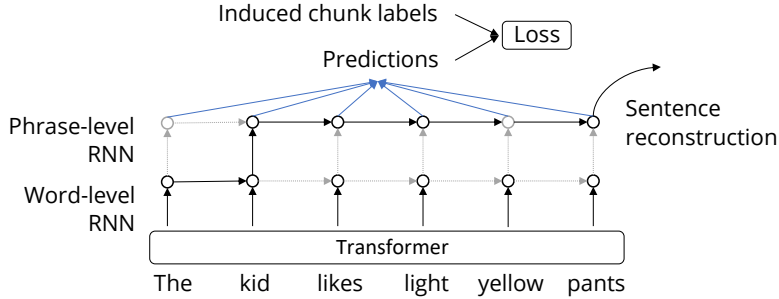 Induced chunk labels
Loss
Predictions
Phrase-level
RNN
Sentence
reconstruction
Word-level
RNN
Transformer
The kid likes light yellow pants